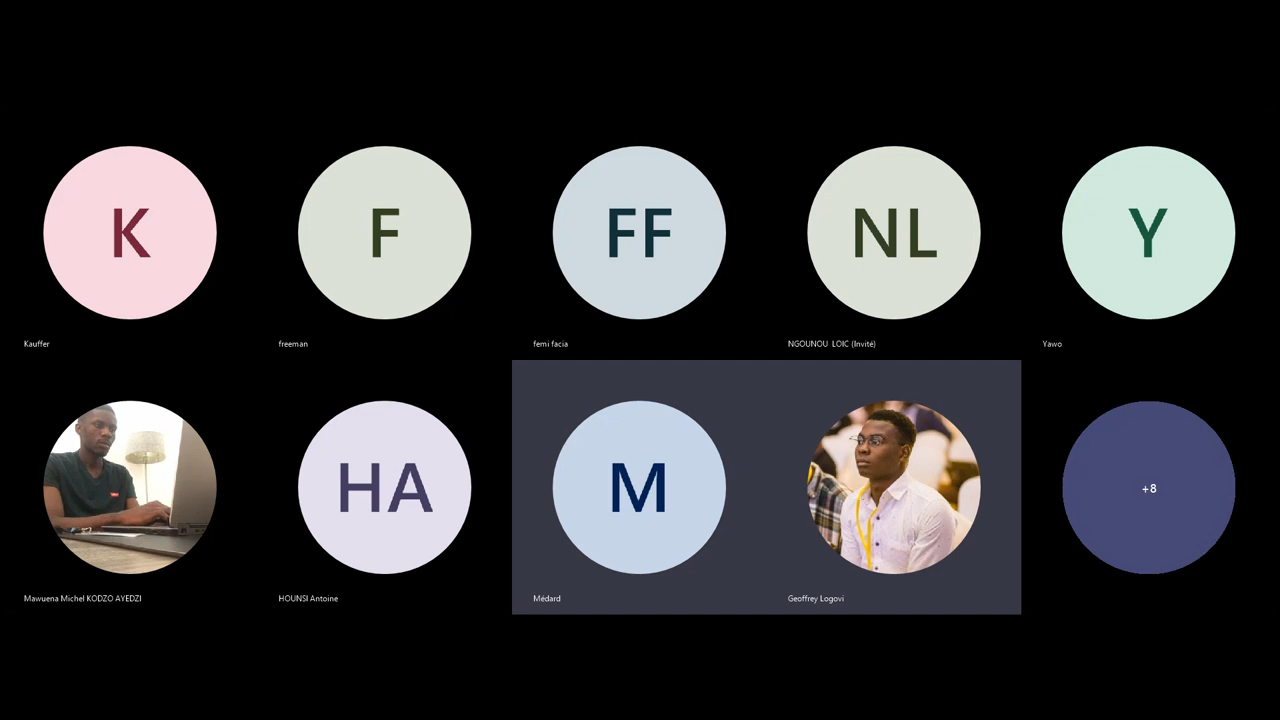 K
F
FF
NL
Y
Kauffer
freeman
femi facia
NGOUNOU LOIC (Invité)
Yawo
HA
M
+8
Mawuena Michel KODZO AYEDZI
HOUNSI Antoine
Médard
Geoffrey Logovi